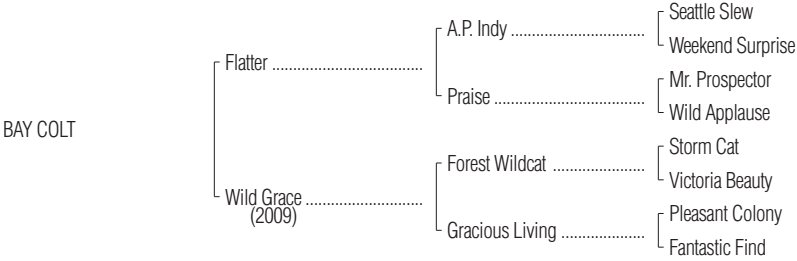 Seattle Slew
A.P. Indy ..................................
Weekend Surprise
Flatter ......................................
Mr. Prospector
Praise ......................................
Wild Applause
BAY COLT
Storm Cat
Forest Wildcat .......................
Victoria Beauty
Wild Grace .............................
(2009)
Pleasant Colony
Gracious Living .....................
Fantastic Find